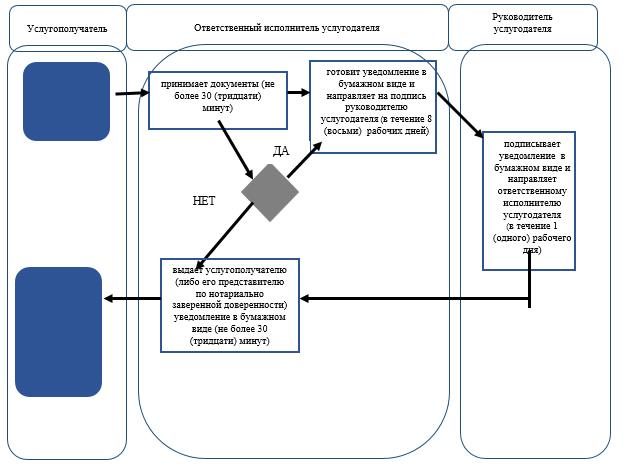 Услугополучатель
Ответственный исполнитель услугодателя
Руководитель
услугодателя
принимает документы (не
более 30 (тридцати)
минут)
готовит уведомление в
бумажном виде и
направляет на подпись
руководителю
услугодателя (в течение 8
(восьми) рабочих дней)
ДА
НЕТ
подписывает
уведомление в
бумажном виде и
направляет
ответственному
исполнителю
услугодателя
(в течение 1
(одного) рабочего
дня)
выдает услугополучателю
(либо его представителю
по нотариально
заверенной доверенности)
уведомление в бумажном
виде (не более 30
(тридцати) минут)